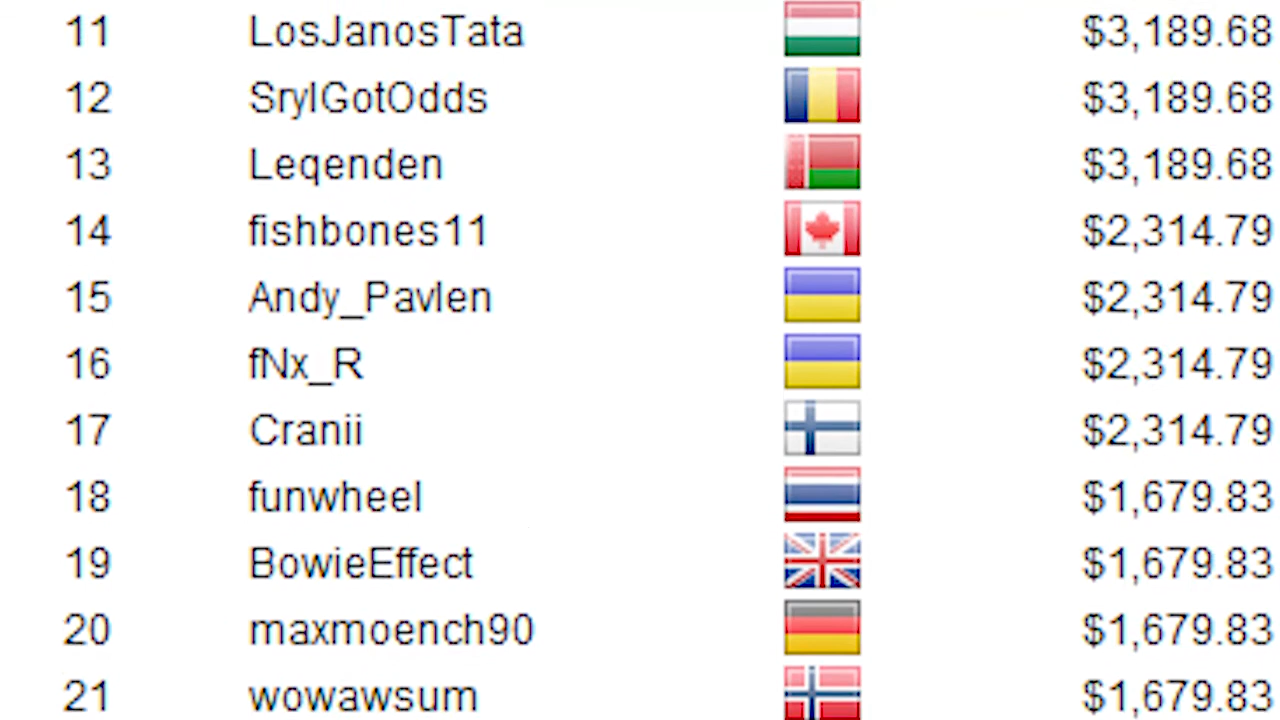 11 LosJanosTata $3,189.68
12 SryIGotOdds $3,189.68
13 Leqenden $3,189.68
14 fishbones11 $2,314.79
15 Andy_Pavlen $2,314.79
16 fNx_R $2,314.79
17 Cranii $2,314.79
18 funwheel $1,679.83
19 BowieEffect $1,679.83
20 maxmoench90 $1,679.83
21 wowawsum $1,679.83